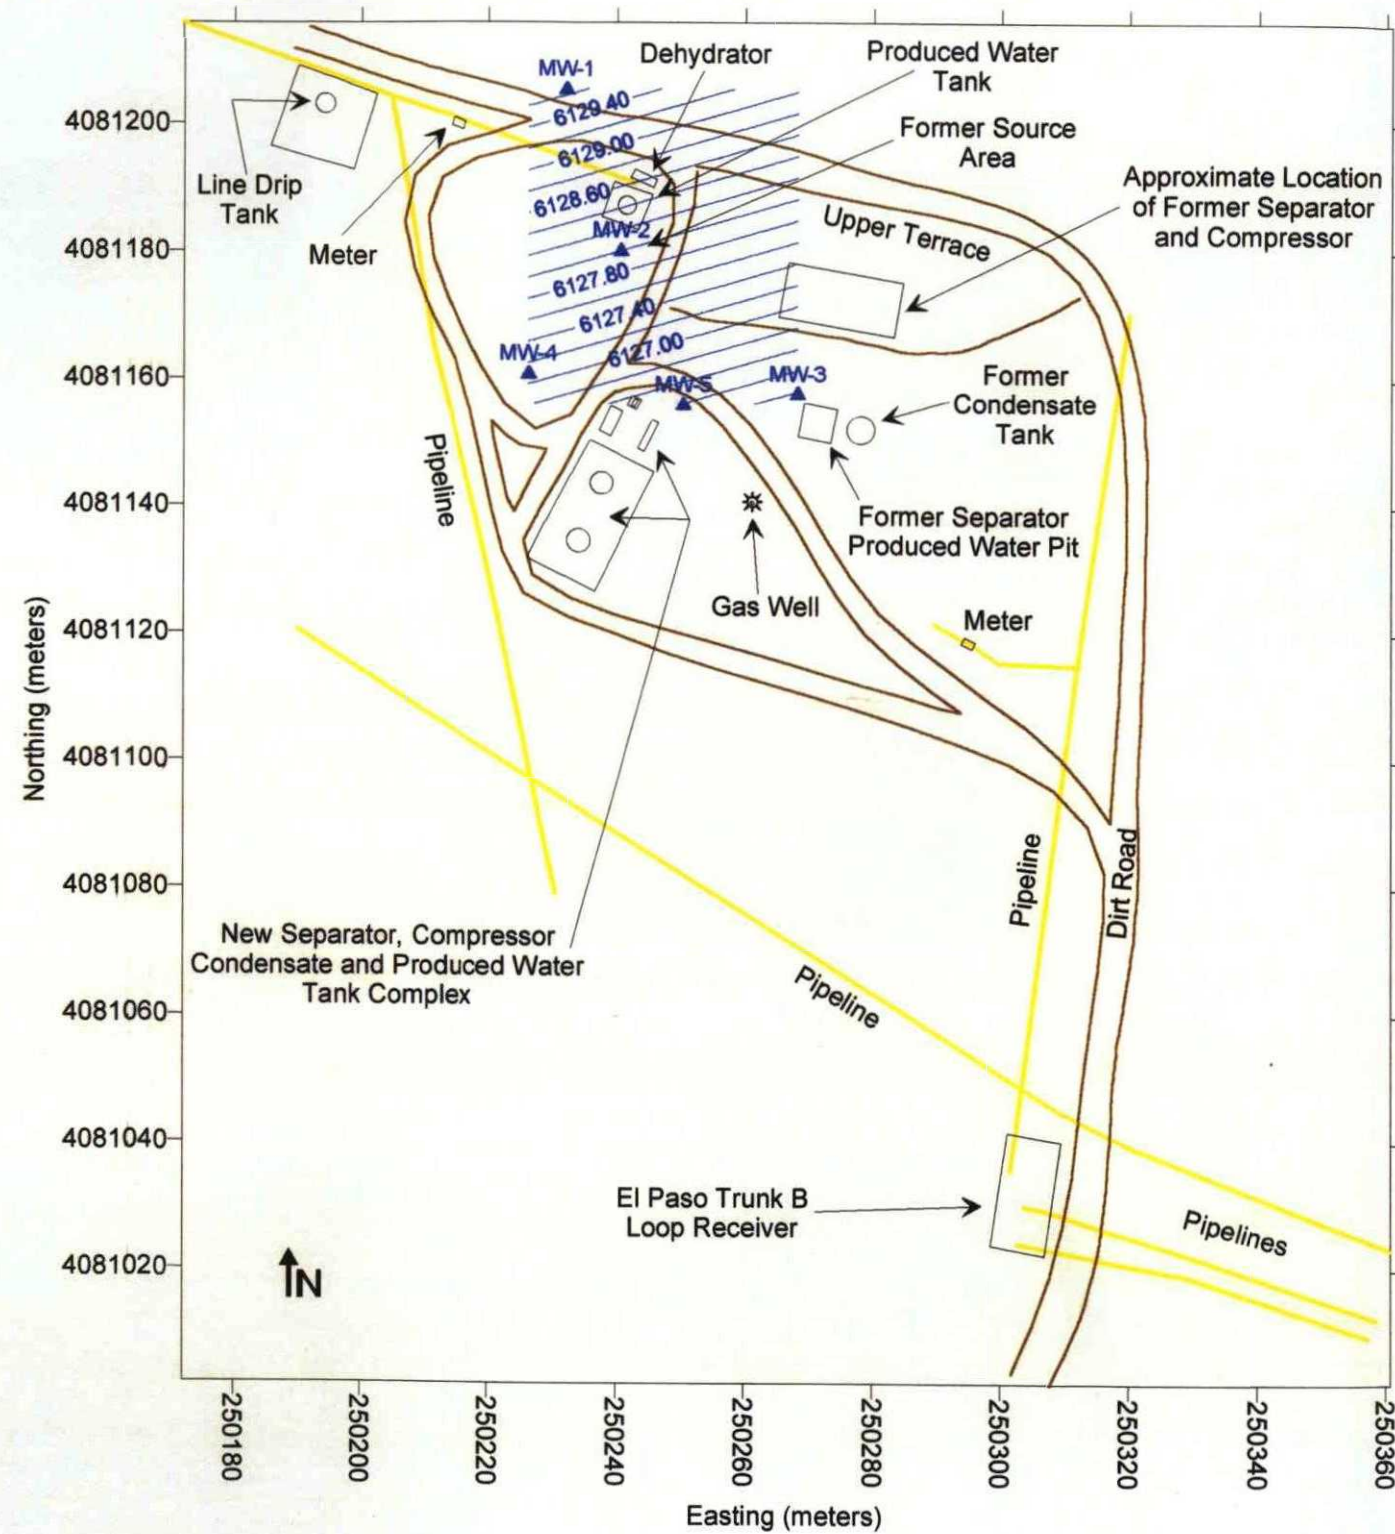 MW-1
Dehydrator
Produced Water
Tank
6129.40
Former Source
Area
6129.00
Line Drip
Tank
6128.60
Approximate Location
of Former Separator
and Compressor
Meter
MW-2
Upper Terrace
6127.80
6127.40
6127.00
MW-4
MW-5
MW-3
Former
Condensate
Tank
Pipeline
Former Separator
Produced Water Pit
Gas Well
Meter
Pipeline
Dirt Road
New Separator, Compressor
Condensate and Produced Water
Tank Complex
Pipeline
El Paso Trunk B
Loop Receiver
Pipelines
N
Northing (meters)
4081200
4081180
4081160
4081140
4081120
4081100
4081080
4081060
4081040
4081020
250180
250200
250220
250240
250260
250280
250300
250320
250340
250360
Easting (meters)